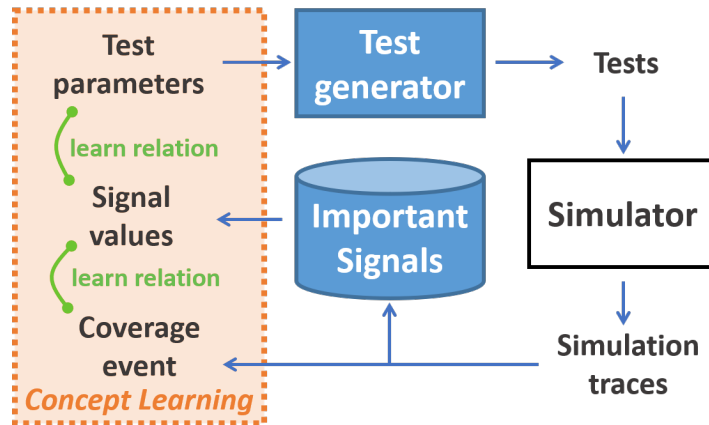 Test
parameters
Test
generator
Tests
learn relation
Signal
values
Important
Signals
Simulator
learn relation
Coverage
event
Simulation
traces
Concept Learning